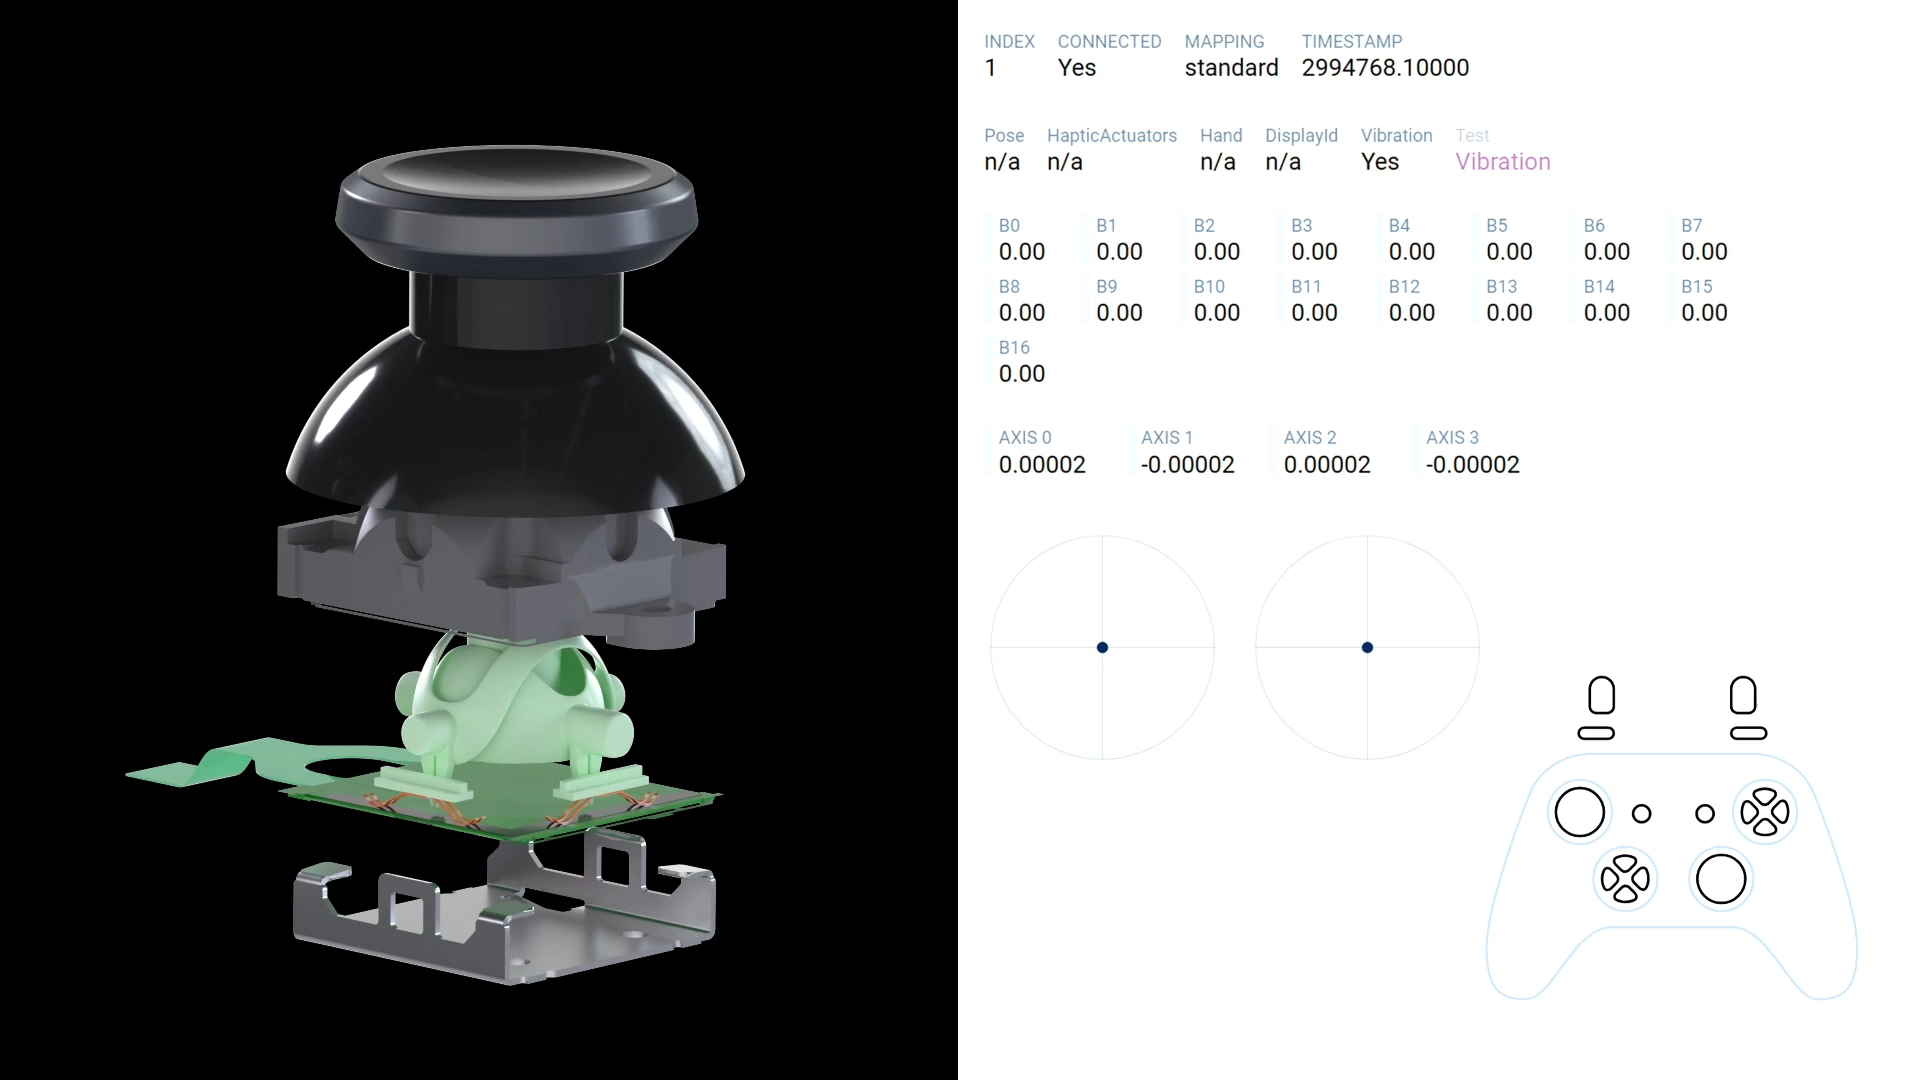 INDEX CONNECTED MAPPING TIMESTAMP
1 Yes standard 2994768.10000
Pose HapticActuators Hand DisplayId Vibration Test
n/a n/a n/a n/a Yes Vibration
B0 B1 B2 B3 B4 B5 B6 B7
0.00 0.00 0.00 0.00 0.00 0.00 0.00 0.00
B8 B9 B10 B11 B12 B13 B14 B15
0.00 0.00 0.00 0.00 0.00 0.00 0.00 0.00
B16
0.00
AXIS 0 AXIS 1 AXIS 2 AXIS 3
0.00002 -0.00002 0.00002 -0.00002